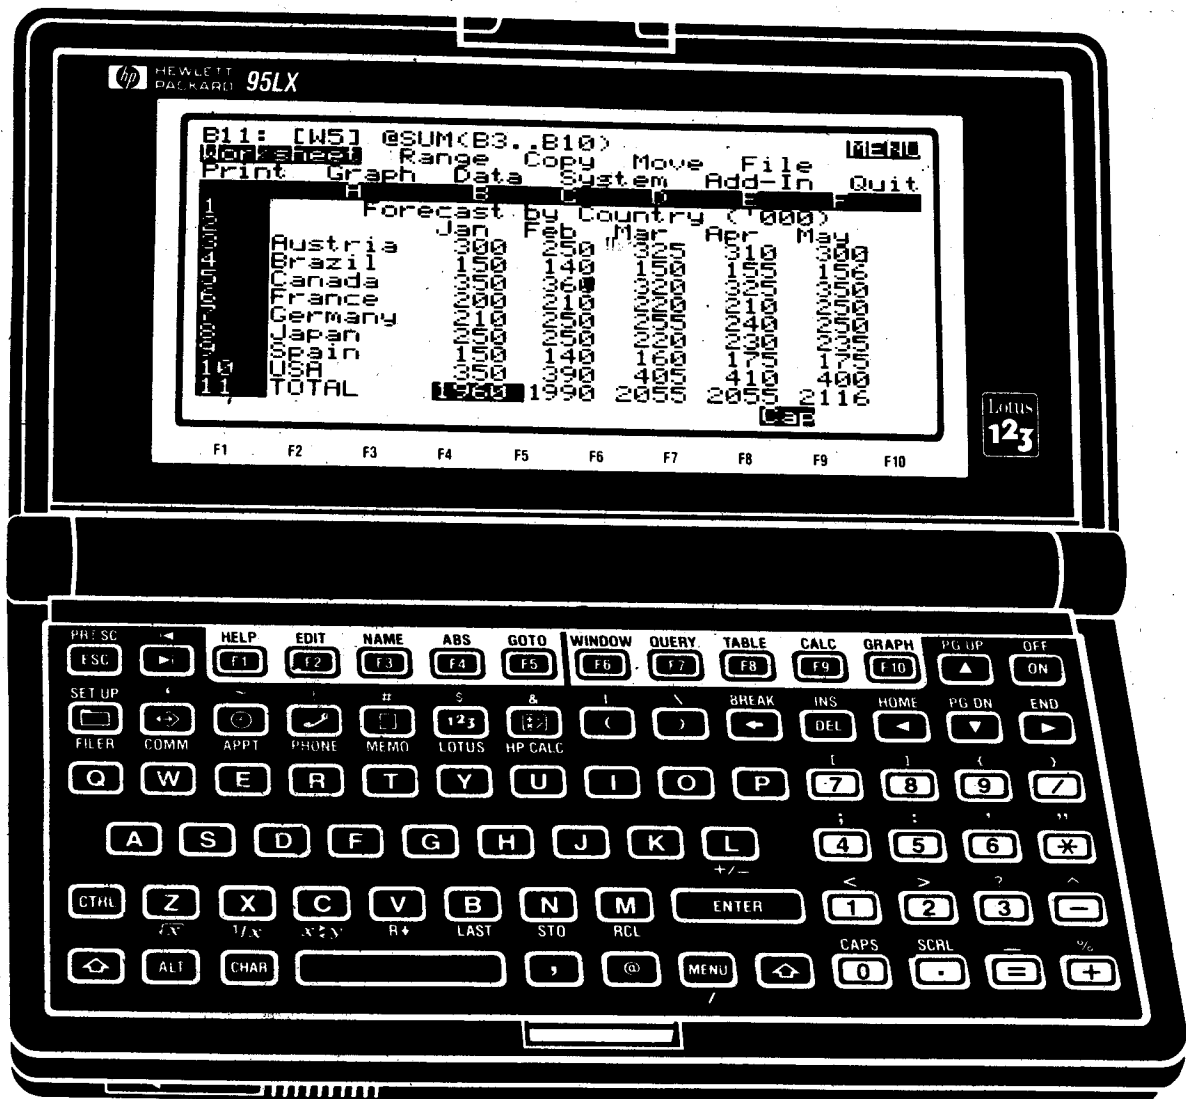 hp HEWLETT PACKARD 95LX
B11: [W5] @SUM(B3..B10) MENU
Worksheet Range Copy Move File
Print Graph Data System Add-In Quit
A B C D E F
1 Forecast by Country ('000)
2 Jan Feb Mar Apr May
3 Austria 300 250 325 310 300
4 Brazil 150 140 150 155 156
5 Canada 350 360 320 325 350
6 France 200 210 220 210 250
7 Germany 210 250 255 240 250
8 Japan 250 250 220 230 235
9 Spain 150 140 160 175 175
10 USA 350 390 405 410 400
11 TOTAL 1960 1990 2055 2055 2116
Cap
Lotus
123
F1 F2 F3 F4 F5 F6 F7 F8 F9 F10
PRT SC HELP EDIT NAME ABS GOTO WINDOW QUERY TABLE CALC GRAPH PG UP OFF
ESC F1 F2 F3 F4 F5 F6 F7 F8 F9 F10 ON
SET UP ‘ ~ # $ & \ BREAK INS HOME PG DN END
123 ( ) DEL
FILER COMM APPT PHONE MEMO LOTUS HP CALC
[ ] { }
Q W E R T Y U I O P 7 8 9 /
; : ' "
A S D F G H J K L 4 5 6 *
+/−
< > ? ^
CTRL Z X C V B N M ENTER 1 2 3 −
√x 1/x x↕y R↓ LAST STO RCL
CAPS SCRL _ %
ALT CHAR , @ MENU 0 . = +
/